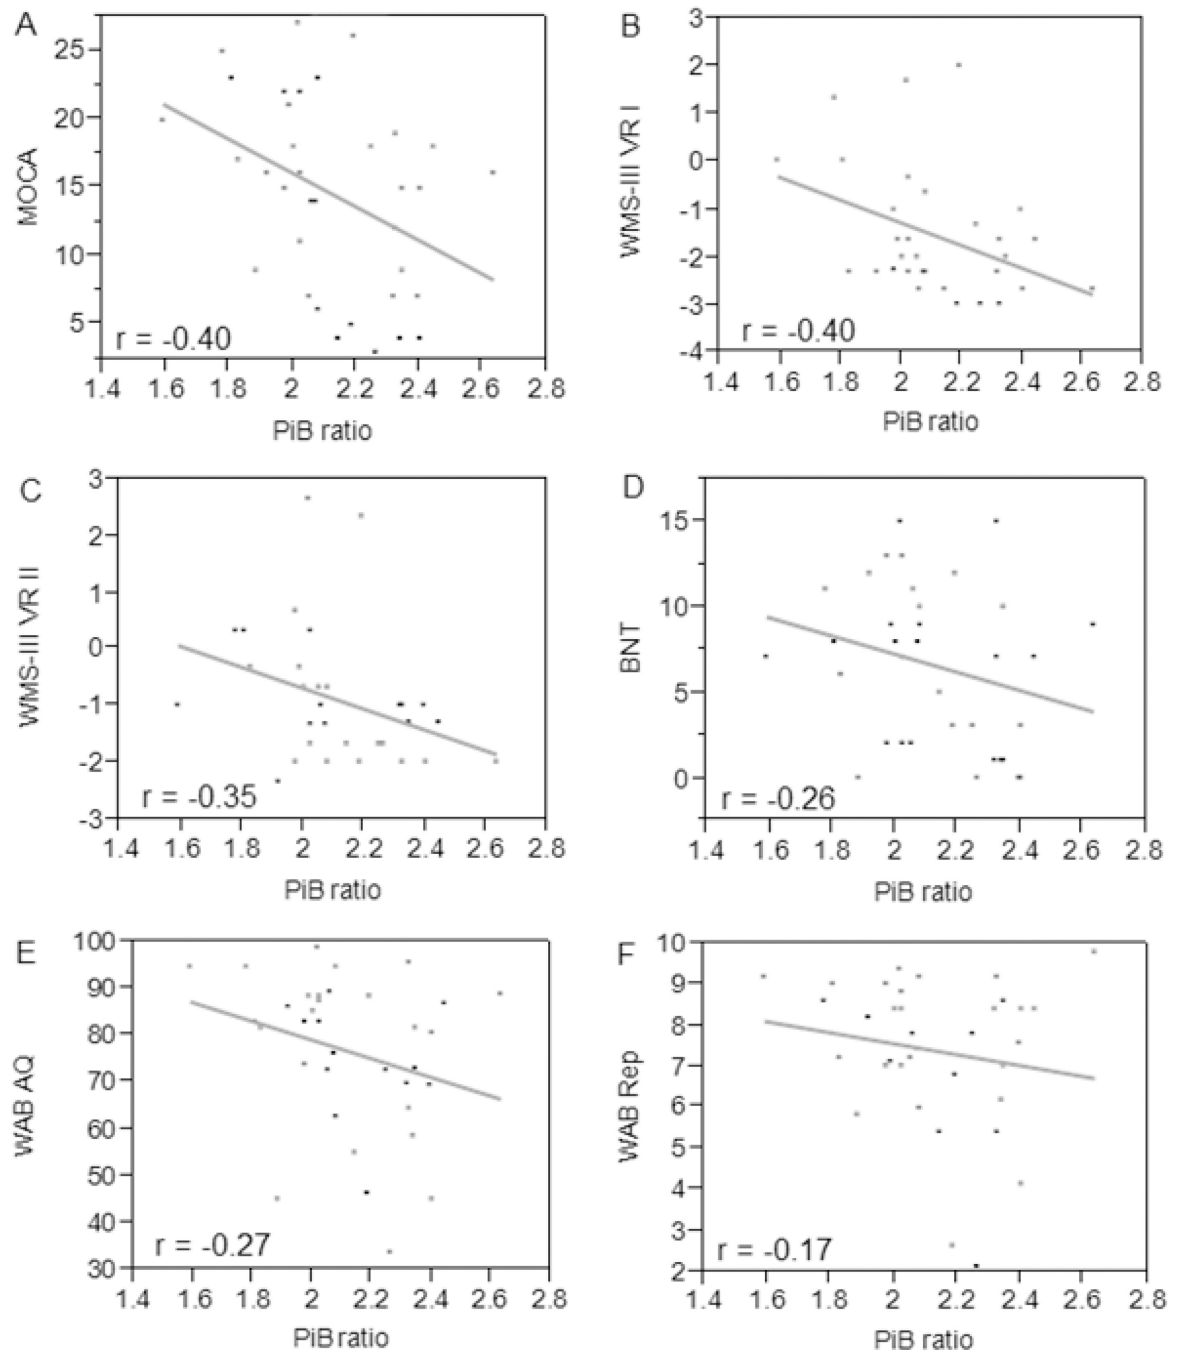 A
MOCA
25
20
15
10
5
r = -0.40
1.4 1.6 1.8 2 2.2 2.4 2.6 2.8
PiB ratio
B
WMS-III VR I
3
2
1
0
-1
-2
-3
-4
r = -0.40
1.4 1.6 1.8 2 2.2 2.4 2.6 2.8
PiB ratio
C
WMS-III VR II
3
2
1
0
-1
-2
-3
r = -0.35
1.4 1.6 1.8 2 2.2 2.4 2.6 2.8
PiB ratio
D
BNT
15
10
5
0
r = -0.26
1.4 1.6 1.8 2 2.2 2.4 2.6 2.8
PiB ratio
E
WAB AQ
100
90
80
70
60
50
40
30
r = -0.27
1.4 1.6 1.8 2 2.2 2.4 2.6 2.8
PiB ratio
F
WAB Rep
10
9
8
7
6
5
4
3
2
r = -0.17
1.4 1.6 1.8 2 2.2 2.4 2.6 2.8
PiB ratio